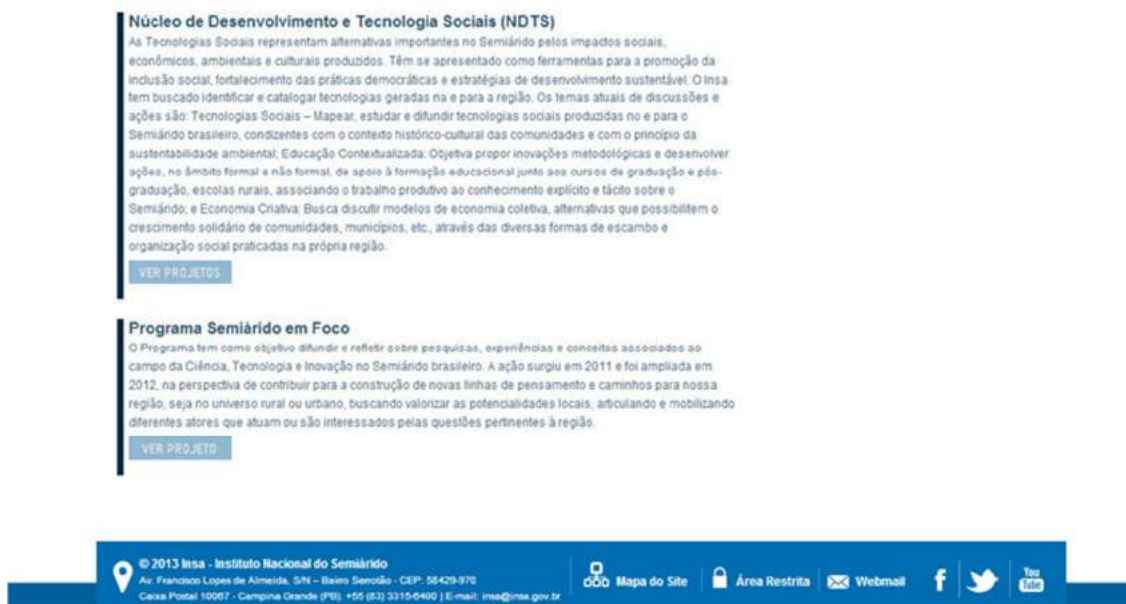 Núcleo de Desenvolvimento e Tecnologia Sociais (NDTS)
As Tecnologias Sociais representam alternativas importantes no Semiárido pelos impactos sociais,
econômicos, ambientais e culturais produzidos. Têm se apresentado como ferramentas para a promoção da
inclusão social, fortalecimento das práticas democráticas e estratégias de desenvolvimento sustentável. O Insa
tem buscado identificar e catalogar tecnologias geradas na e para a região. Os temas atuais de discussões e
ações são: Tecnologias Sociais – Mapear, estudar e difundir tecnologias sociais produzidas no e para o
Semiárido brasileiro, condizentes com o contexto histórico-cultural das comunidades e com o princípio da
sustentabilidade ambiental; Educação Contextualizada: Objetiva propor inovações metodológicas e desenvolver
ações, no âmbito formal e não formal, de apoio à formação educacional junto aos cursos de graduação e pós-
graduação, escolas rurais, associando o trabalho produtivo ao conhecimento explícito e tácito sobre o
Semiárido; e Economia Criativa: Busca discutir modelos de economia coletiva, alternativas que possibilitem o
crescimento solidário de comunidades, municípios, etc., através das diversas formas de escambo e
organização social praticadas na própria região.
VER PROJETOS
Programa Semiárido em Foco
O Programa tem como objetivo difundir e refletir sobre pesquisas, experiências e conceitos associados ao
campo da Ciência, Tecnologia e Inovação no Semiárido brasileiro. A ação surgiu em 2011 e foi ampliada em
2012, na perspectiva de contribuir para a construção de novas linhas de pensamento e caminhos para nossa
região, seja no universo rural ou urbano, buscando valorizar as potencialidades locais, articulando e mobilizando
diferentes atores que atuam ou são interessados pelas questões pertinentes à região.
VER PROJETO
© 2013 Insa - Instituto Nacional do Semiárido
Av. Francisco Lopes de Almeida, S/N – Bairro Serrotão - CEP: 58429-970
Caixa Postal 10067 - Campina Grande (PB). +55 (83) 3315-6400 | E-mail: insa@insa.gov.br
Mapa do Site
Área Restrita
Webmail
f
You
Tube